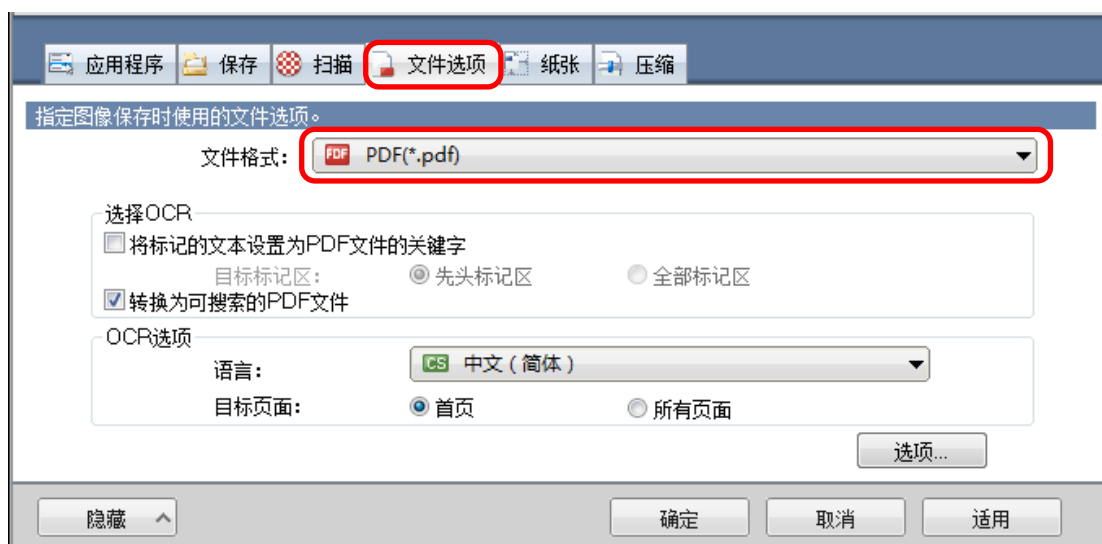 应用程序 保存 扫描 文件选项 纸张 压缩
指定图像保存时使用的文件选项。
文件格式: PDF PDF(*.pdf)
选择OCR
将标记的文本设置为PDF文件的关鍵字
目标标记区: 先头标记区 全部标记区
转换为可搜索的PDF文件
OCR选项
语言: CS 中文 ( 简体 )
目标页面: 首页 所有页面
选项...
隐藏 确定 取消 适用